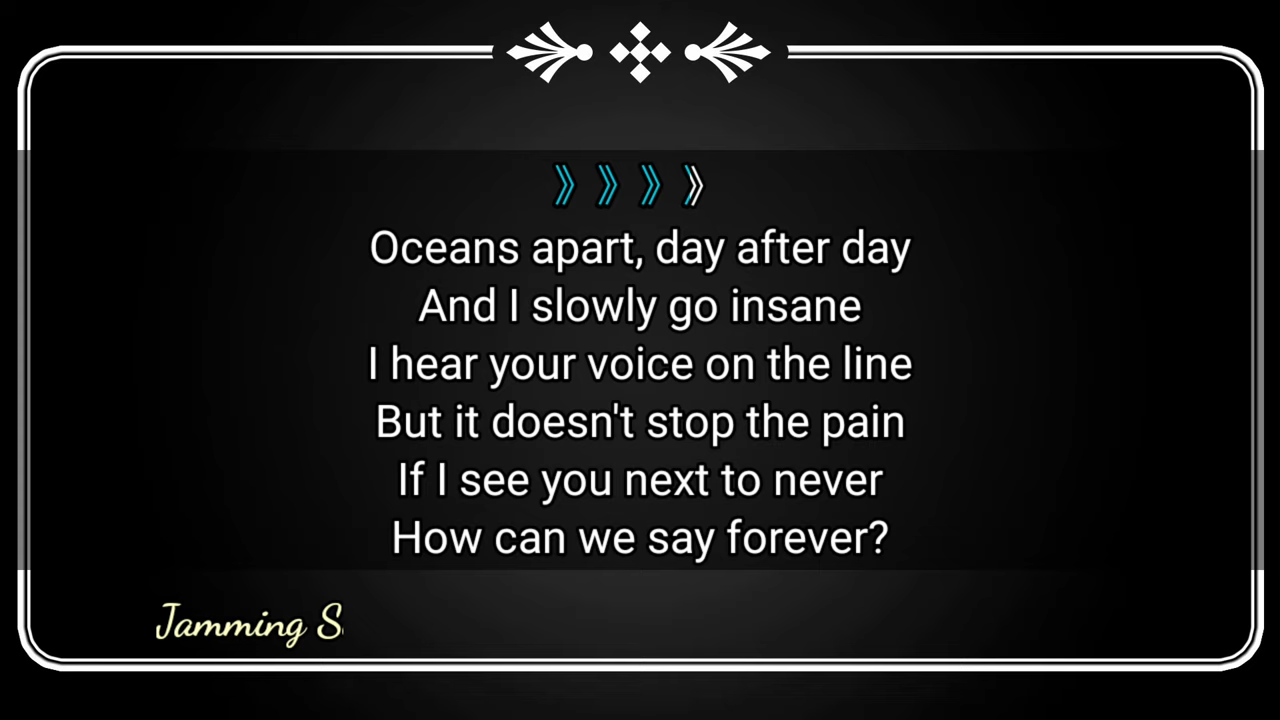 Oceans apart, day after day
And I slowly go insane
I hear your voice on the line
But it doesn't stop the pain
If I see you next to never
How can we say forever?
Jamming S